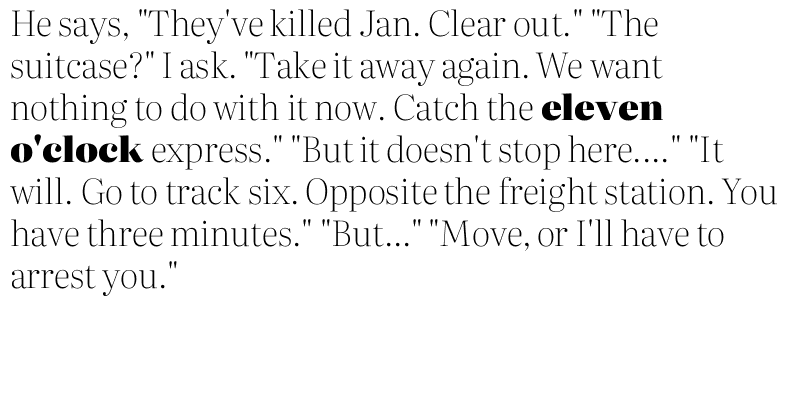 He says, "They've killed Jan. Clear out." "The
suitcase?" I ask. "Take it away again. We want
nothing to do with it now. Catch the eleven
o'clock express." "But it doesn't stop here...." "It
will. Go to track six. Opposite the freight station. You
have three minutes." "But..." "Move, or I'll have to
arrest you."